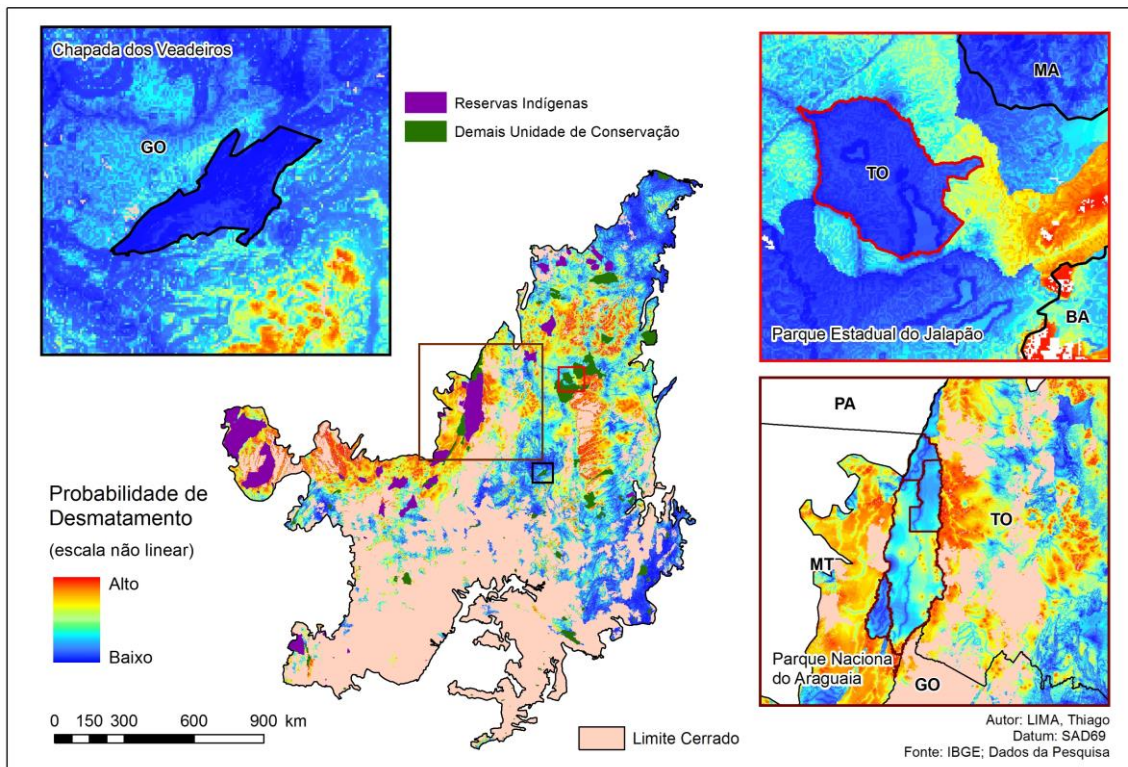 Chapada dos Veadeiros
GO
Reservas Indígenas
Demais Unidade de Conservação
MA
TO
BA
Parque Estadual do Jalapão
Probabilidade de
Desmatamento
(escala não linear)
Alto
Baixo
0 150 300 600 900 km
Limite Cerrado
PA
TO
MT
Parque Naciona
do Araguaia
GO
Autor: LIMA, Thiago
Datum: SAD69
Fonte: IBGE; Dados da Pesquisa